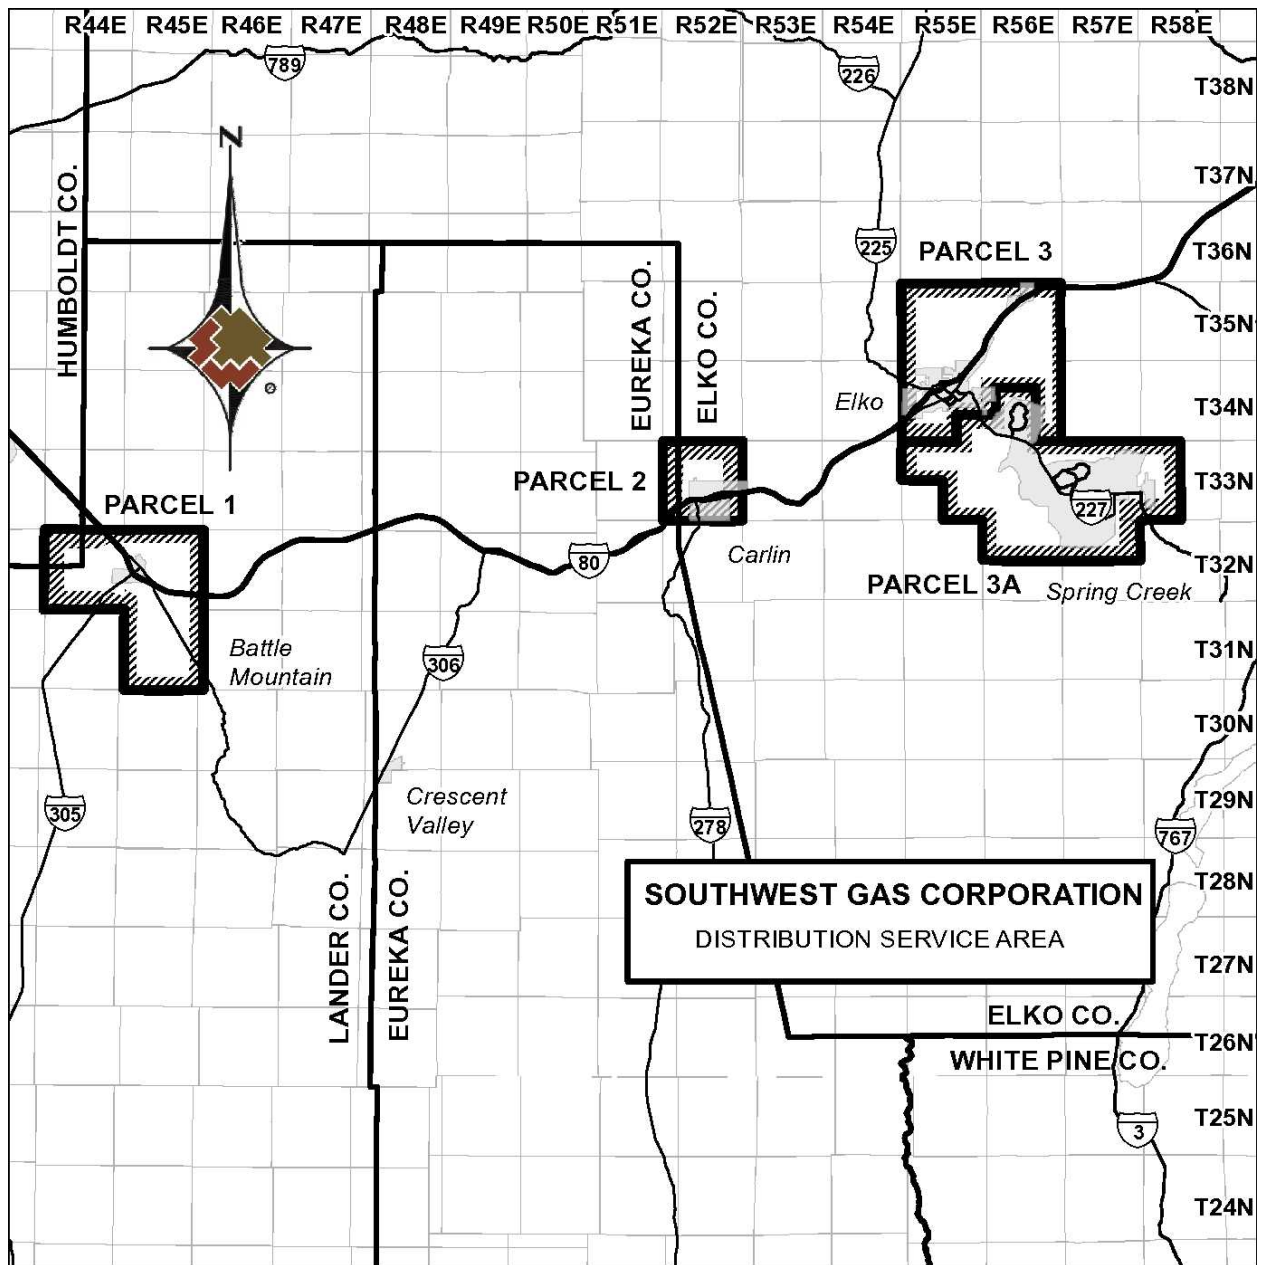 R44E R45E R46E R47E R48E R49E R50E R51E R52E R53E R54E R55E R56E R57E R58E
789
226
T38N
N
T37N
HUMBOLDT CO.
225
PARCEL 3
T36N
EUREKA CO.
ELKO CO.
T35N
Elko
T34N
PARCEL 2
T33N
PARCEL 1
227
Carlin
80
T32N
PARCEL 3A
Spring Creek
Battle
Mountain
306
T31N
T30N
Crescent
Valley
T29N
305
278
767
LANDER CO.
EUREKA CO.
SOUTHWEST GAS CORPORATION
DISTRIBUTION SERVICE AREA
T28N
T27N
ELKO CO.
T26N
WHITE PINE CO.
T25N
3
T24N